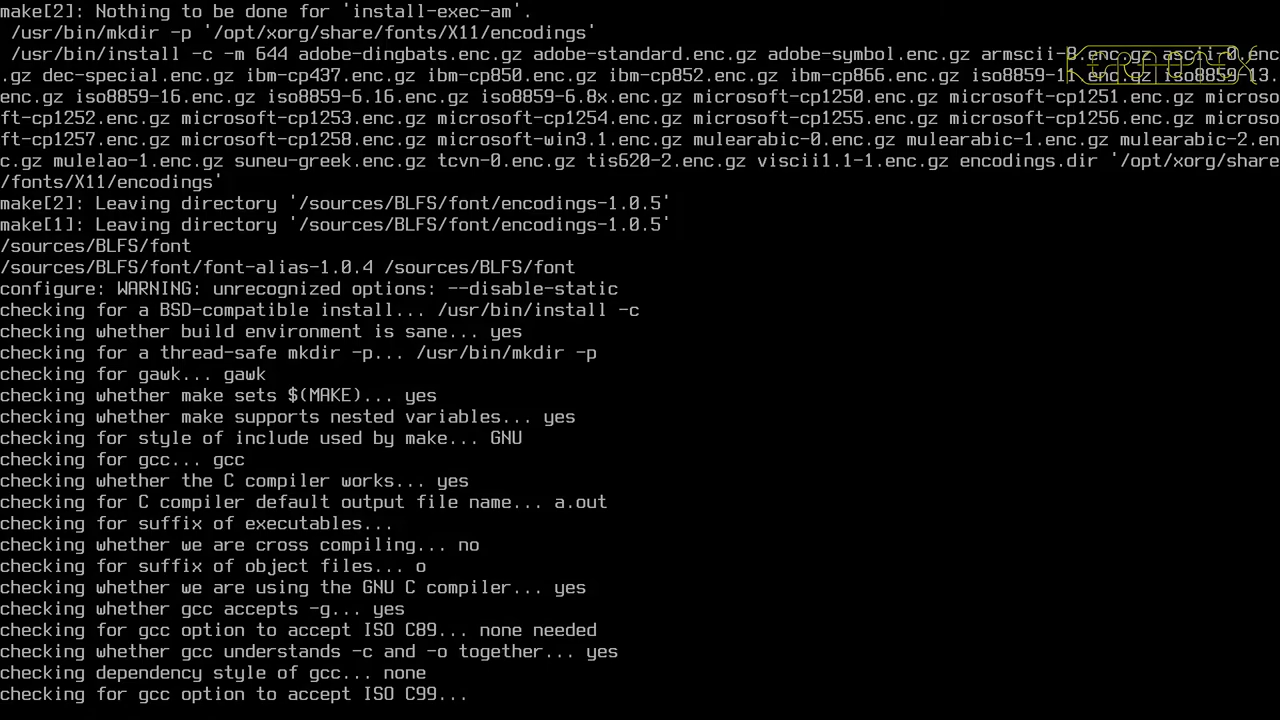 make[2]: Nothing to be done for 'install-exec-am'.
 /usr/bin/mkdir -p '/opt/xorg/share/fonts/X11/encodings'
 /usr/bin/install -c -m 644 adobe-dingbats.enc.gz adobe-standard.enc.gz adobe-symbol.enc.gz armscii-8.enc.gz ascii-0.enc
.gz dec-special.enc.gz ibm-cp437.enc.gz ibm-cp850.enc.gz ibm-cp852.enc.gz ibm-cp866.enc.gz iso8859-11.enc.gz iso8859-13.
enc.gz iso8859-16.enc.gz iso8859-6.16.enc.gz iso8859-6.8x.enc.gz microsoft-cp1250.enc.gz microsoft-cp1251.enc.gz microso
ft-cp1252.enc.gz microsoft-cp1253.enc.gz microsoft-cp1254.enc.gz microsoft-cp1255.enc.gz microsoft-cp1256.enc.gz microso
ft-cp1257.enc.gz microsoft-cp1258.enc.gz microsoft-win3.1.enc.gz mulearabic-0.enc.gz mulearabic-1.enc.gz mulearabic-2.en
c.gz mulelao-1.enc.gz suneu-greek.enc.gz tcvn-0.enc.gz tis620-2.enc.gz viscii1.1-1.enc.gz encodings.dir '/opt/xorg/share
/fonts/X11/encodings'
make[2]: Leaving directory '/sources/BLFS/font/encodings-1.0.5'
make[1]: Leaving directory '/sources/BLFS/font/encodings-1.0.5'
/sources/BLFS/font
/sources/BLFS/font/font-alias-1.0.4 /sources/BLFS/font
configure: WARNING: unrecognized options: --disable-static
checking for a BSD-compatible install... /usr/bin/install -c
checking whether build environment is sane... yes
checking for a thread-safe mkdir -p... /usr/bin/mkdir -p
checking for gawk... gawk
checking whether make sets $(MAKE)... yes
checking whether make supports nested variables... yes
checking for style of include used by make... GNU
checking for gcc... gcc
checking whether the C compiler works... yes
checking for C compiler default output file name... a.out
checking for suffix of executables...
checking whether we are cross compiling... no
checking for suffix of object files... o
checking whether we are using the GNU C compiler... yes
checking whether gcc accepts -g... yes
checking for gcc option to accept ISO C89... none needed
checking whether gcc understands -c and -o together... yes
checking dependency style of gcc... none
checking for gcc option to accept ISO C99...